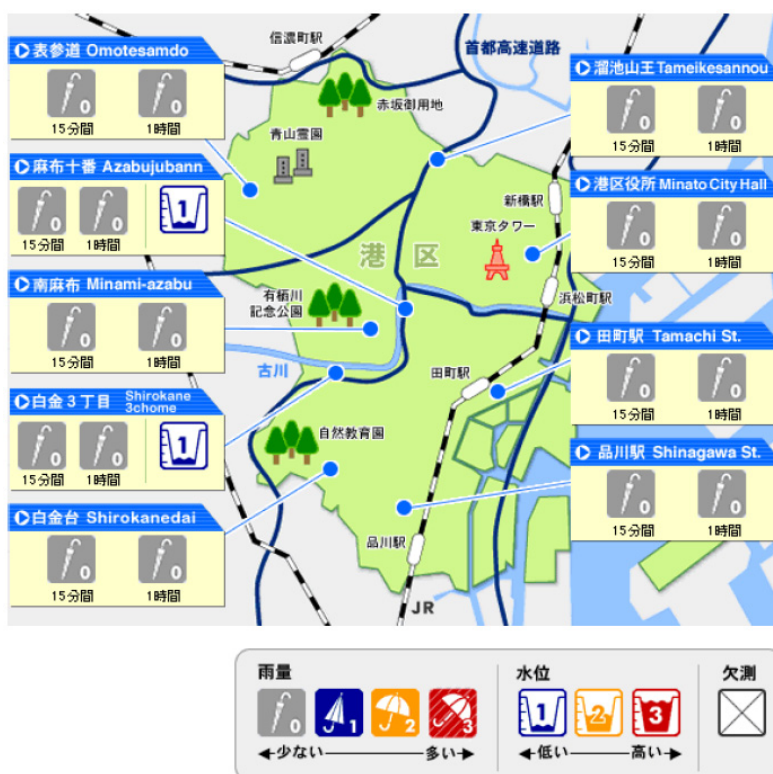 信濃町駅
首都高速道路
表参道 Omotesamdo
0
0
15分間
1時間
溜池山王 Tameikesannou
0
0
15分間
1時間
赤坂御用地
青山霊園
麻布十番 Azabujubann
0
0
1
15分間
1時間
港区役所 Minato City Hall
0
0
15分間
1時間
新橋駅
東京タワー
港区
浜松町駅
南麻布 Minami-azabu
0
0
15分間
1時間
有栖川
記念公園
古川
田町駅
田町駅 Tamachi St.
0
0
15分間
1時間
白金3丁目 Shirokane
3chome
0
0
1
15分間
1時間
自然教育園
品川駅 Shinagawa St.
0
0
15分間
1時間
白金台 Shirokanedai
0
0
15分間
1時間
品川駅
JR
雨量
0
1
2
3
少ない
多い
水位
1
2
3
低い
高い
欠測